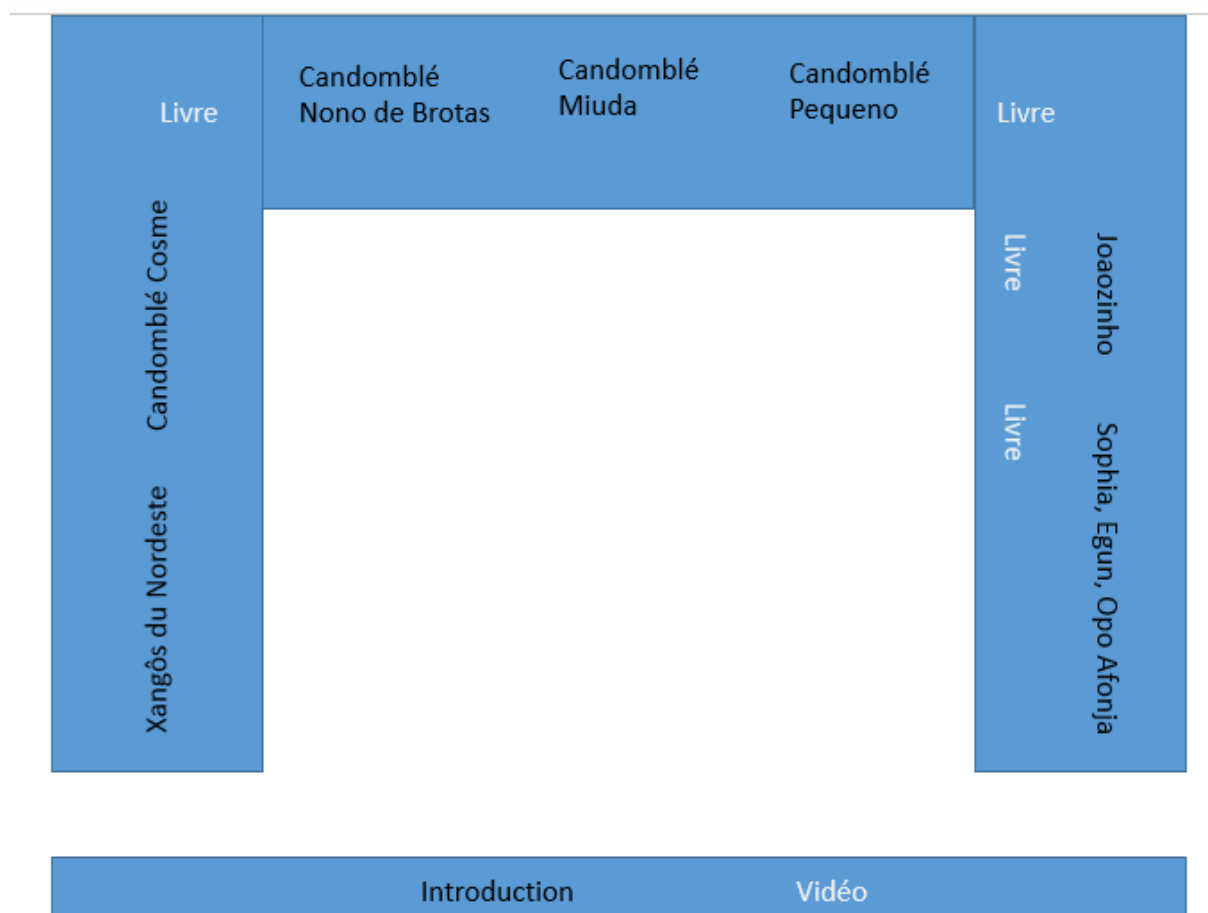 Livre
Candomblé Cosme
Xangôs du Nordeste
Candomblé
Nono de Brotas
Candomblé
Miuda
Candomblé
Pequeno
Livre
Livre
Joaozinho
Livre
Sophia, Egun, Opo Afonja
Introduction
Vidéo